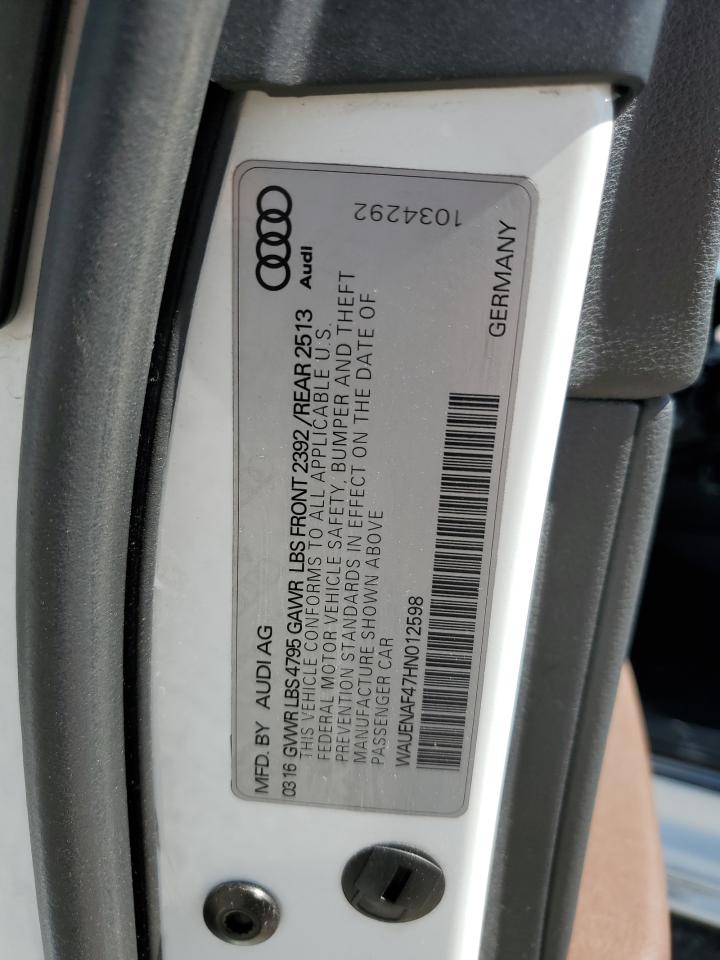 Audi
1034292
MFD. BY AUDI AG
0316 GVWR LBS 4795 GAWR LBS FRONT 2392 /REAR 2513
THIS VEHICLE CONFORMS TO ALL APPLICABLE U.S.
FEDERAL MOTOR VEHICLE SAFETY, BUMPER AND THEFT
PREVENTION STANDARDS IN EFFECT ON THE DATE OF
MANUFACTURE SHOWN ABOVE
PASSENGER CAR
WAUENAF47HN012598
GERMANY